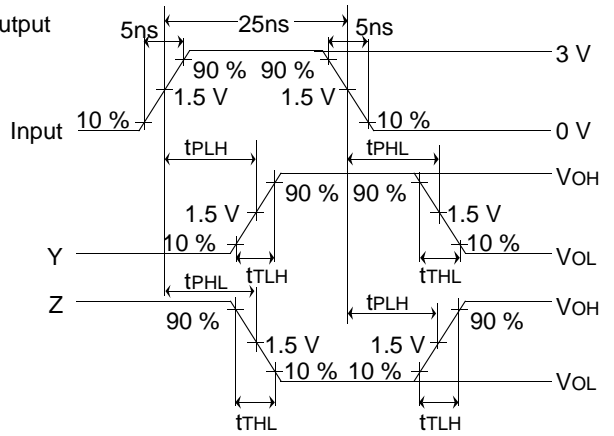 utput
5ns 25ns 5ns
90 % 90 % 3 V
1.5 V 1.5 V
Input 10 % 10 % 0 V
tPLH tPHL
90 % 90 % VOH
1.5 V 1.5 V
Y 10 % 10 % VOL
tTLH tTHL
tPHL tPLH
Z 90 % 90 % VOH
1.5 V 1.5 V
10 % 10 % VOL
tTHL tTLH